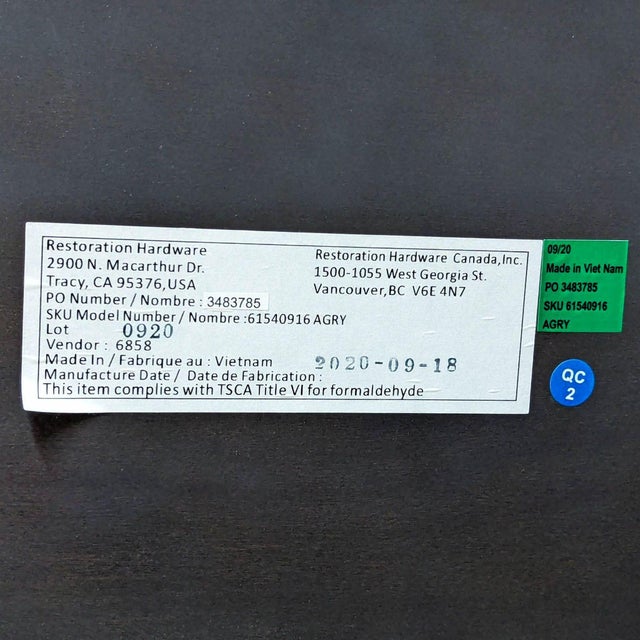 Restoration Hardware
2900 N. Macarthur Dr.
Tracy, CA 95376,USA
PO Number / Nombre : 3483785
SKU Model Number / Nombre :61540916 AGRY
Lot 0920
Vendor : 6858
Made In / Fabrique au : Vietnam
Manufacture Date / Date de Fabrication : 2020-09-18
This item complies with TSCA Title VI for formaldehyde
Restoration Hardware Canada,Inc.
1500-1055 West Georgia St.
Vancouver,BC V6E 4N7
09/20
Made in Viet Nam
PO 3483785
SKU 61540916
AGRY
QC
2